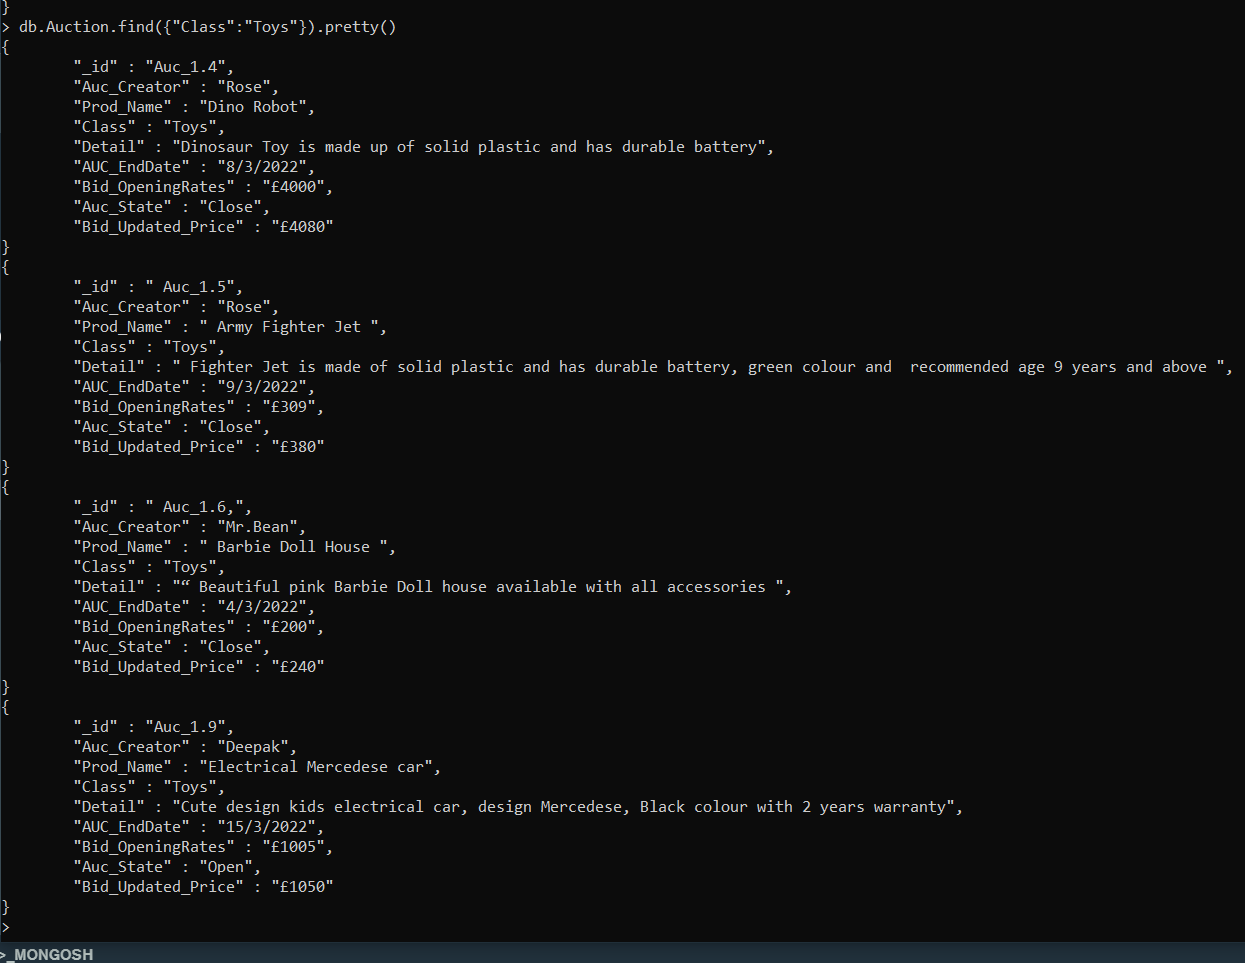 }
> db.Auction.find({"Class":"Toys"}).pretty()
{
"_id" : "Auc_1.4",
"Auc_Creator" : "Rose",
"Prod_Name" : "Dino Robot",
"Class" : "Toys",
"Detail" : "Dinosaur Toy is made up of solid plastic and has durable battery",
"AUC_EndDate" : "8/3/2022",
"Bid_OpeningRates" : "£4000",
"Auc_State" : "Close",
"Bid_Updated_Price" : "£4080"
}
{
"_id" : " Auc_1.5",
"Auc_Creator" : "Rose",
"Prod_Name" : " Army Fighter Jet ",
"Class" : "Toys",
"Detail" : " Fighter Jet is made of solid plastic and has durable battery, green colour and  recommended age 9 years and above ",
"AUC_EndDate" : "9/3/2022",
"Bid_OpeningRates" : "£309",
"Auc_State" : "Close",
"Bid_Updated_Price" : "£380"
}
{
"_id" : " Auc_1.6,",
"Auc_Creator" : "Mr.Bean",
"Prod_Name" : " Barbie Doll House ",
"Class" : "Toys",
"Detail" : "“ Beautiful pink Barbie Doll house available with all accessories ",
"AUC_EndDate" : "4/3/2022",
"Bid_OpeningRates" : "£200",
"Auc_State" : "Close",
"Bid_Updated_Price" : "£240"
}
{
"_id" : "Auc_1.9",
"Auc_Creator" : "Deepak",
"Prod_Name" : "Electrical Mercedese car",
"Class" : "Toys",
"Detail" : "Cute design kids electrical car, design Mercedese, Black colour with 2 years warranty",
"AUC_EndDate" : "15/3/2022",
"Bid_OpeningRates" : "£1005",
"Auc_State" : "Open",
"Bid_Updated_Price" : "£1050"
}
>
>_MONGOSH